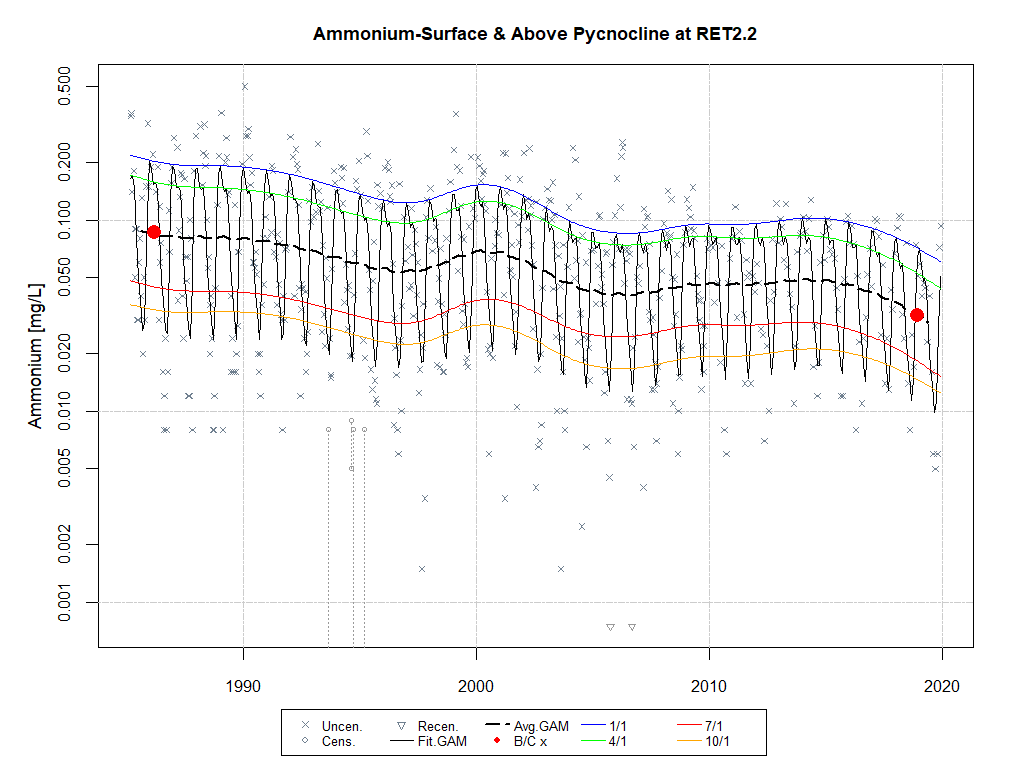 Ammonium-Surface & Above Pycnocline at RET2.2
Ammonium [mg/L]
0.500
0.200
0.100
0.050
0.020
0.010
0.005
0.002
0.001
1990 2000 2010 2020
Uncen. Recen. Avg.GAM 1/1 7/1
Cens. Fit.GAM B/C x 4/1 10/1